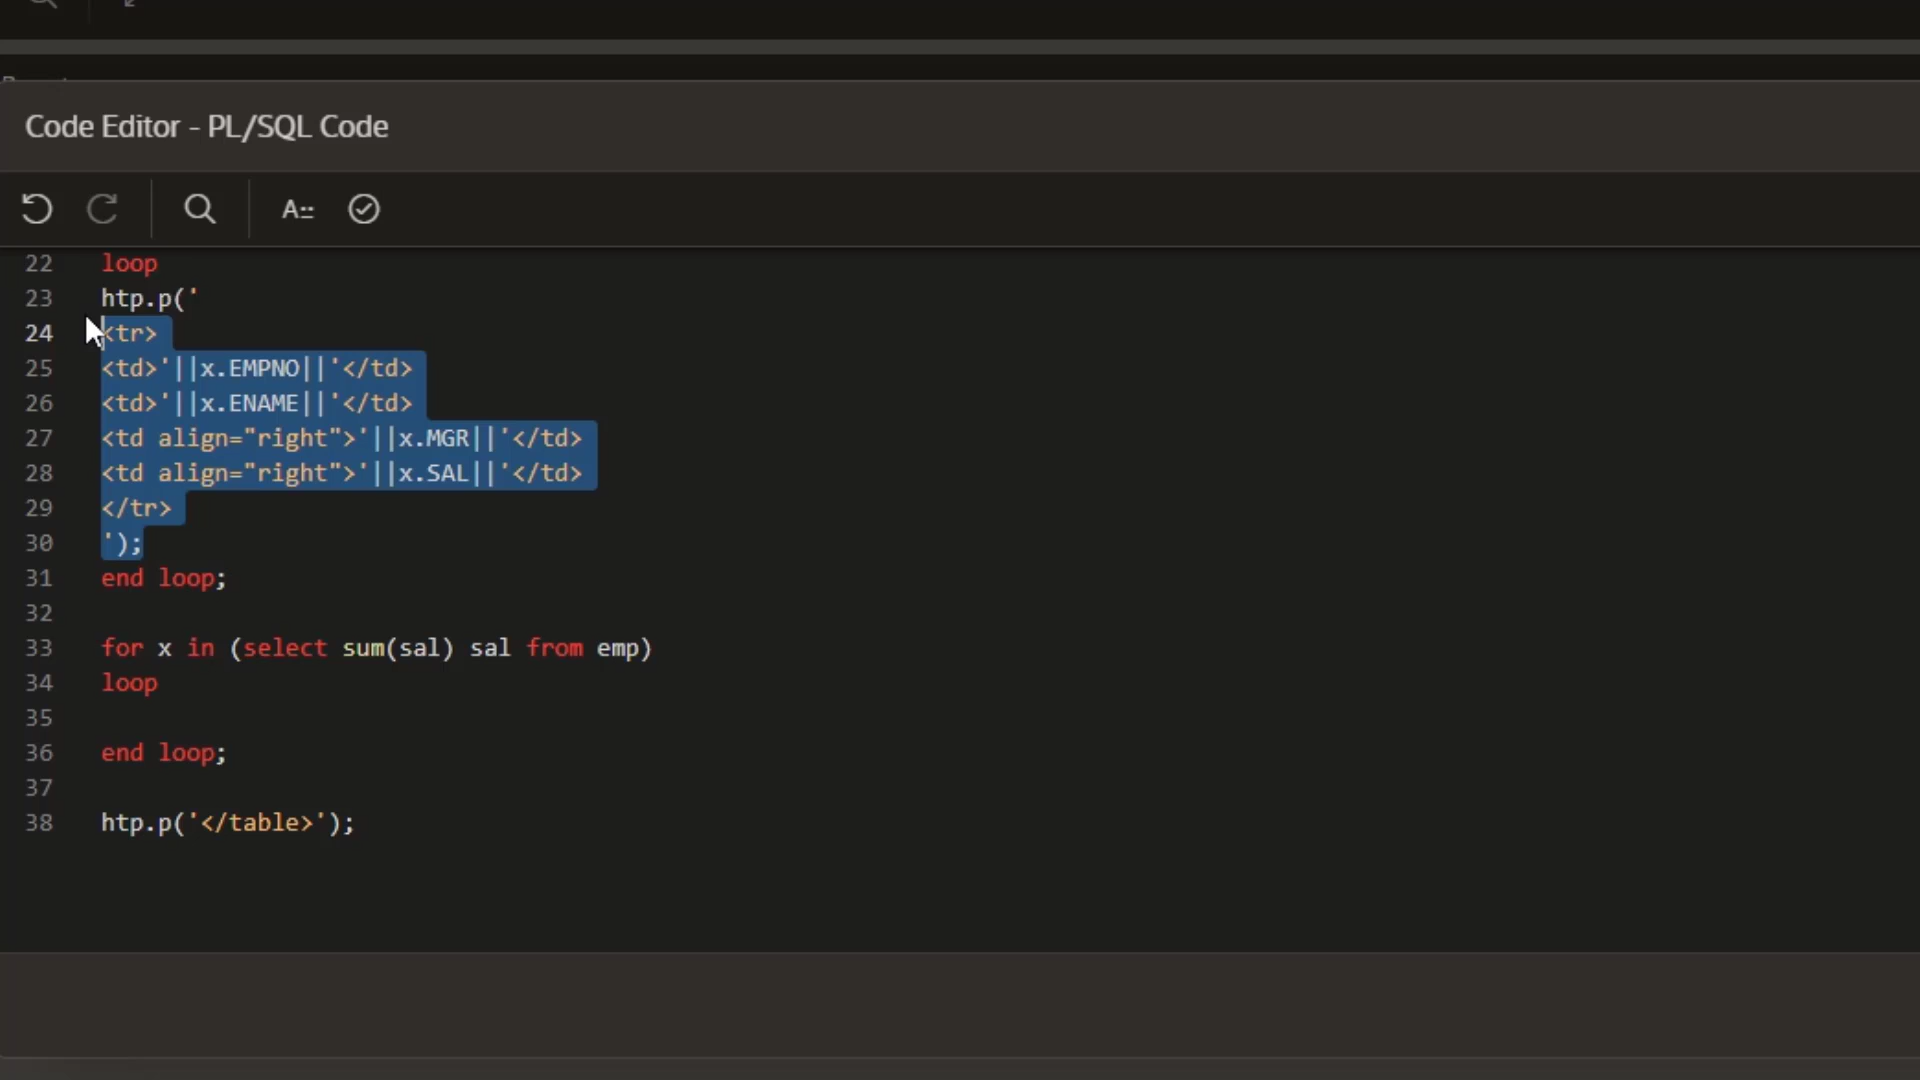 Code Editor - PL/SQL Code
A
22 loop
23 htp.p('
24 <tr>
25 <td>'||x.EMPNO||'</td>
26 <td>'||x.ENAME||'</td>
27 <td align="right">'||x.MGR||'</td>
28 <td align="right">'||x.SAL||'</td>
29 </tr>
30 ');
31 end loop;
32
33 for x in (select sum(sal) sal from emp)
34 loop
35
36 end loop;
37
38 htp.p('</table>');